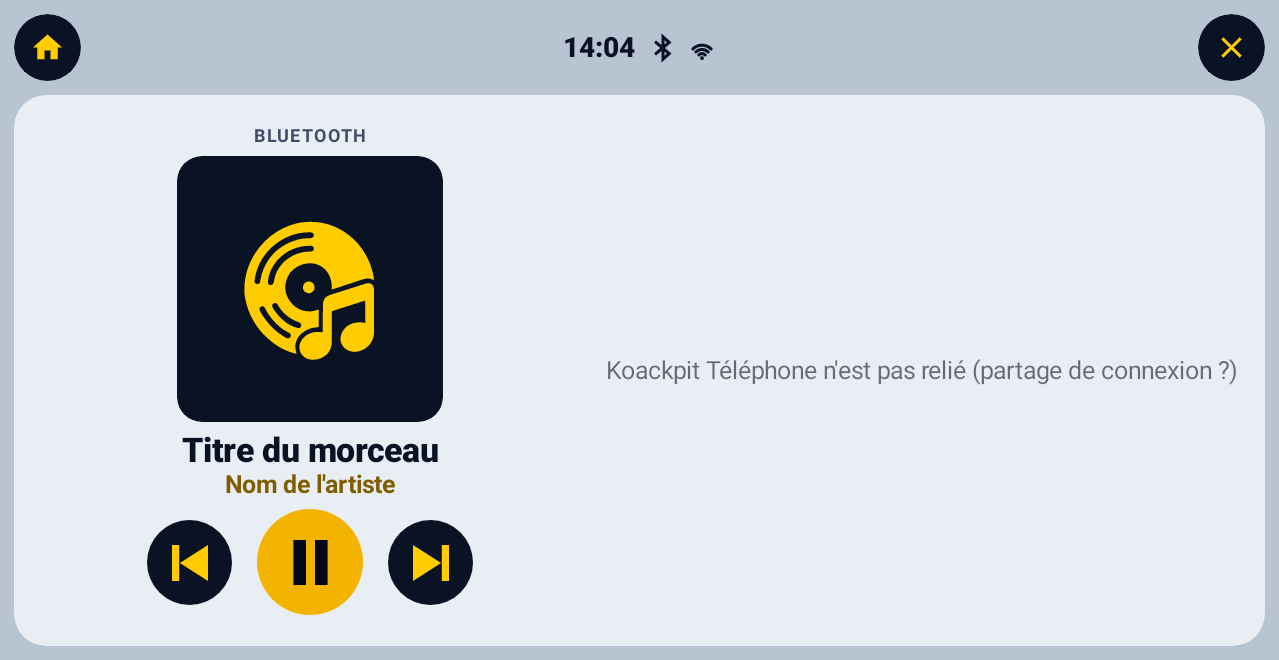 14:04
BLUETOOTH
Titre du morceau
Nom de l'artiste
Koackpit Téléphone n'est pas relié (partage de connexion ?)